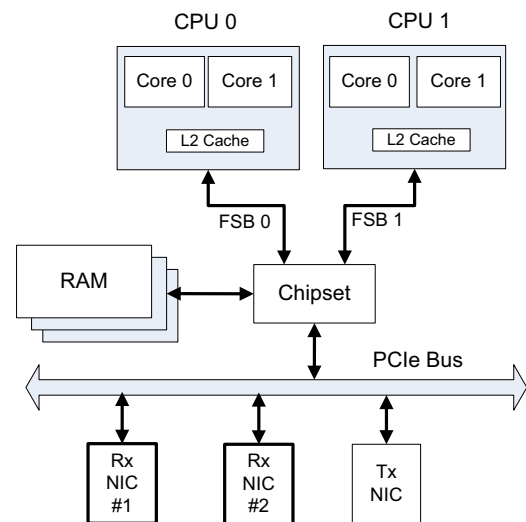 CPU 0
CPU 1
Core 0
Core 1
Core 0
Core 1
L2 Cache
L2 Cache
FSB 0
FSB 1
RAM
Chipset
PCIe Bus
Rx
NIC
#1
Rx
NIC
#2
Tx
NIC